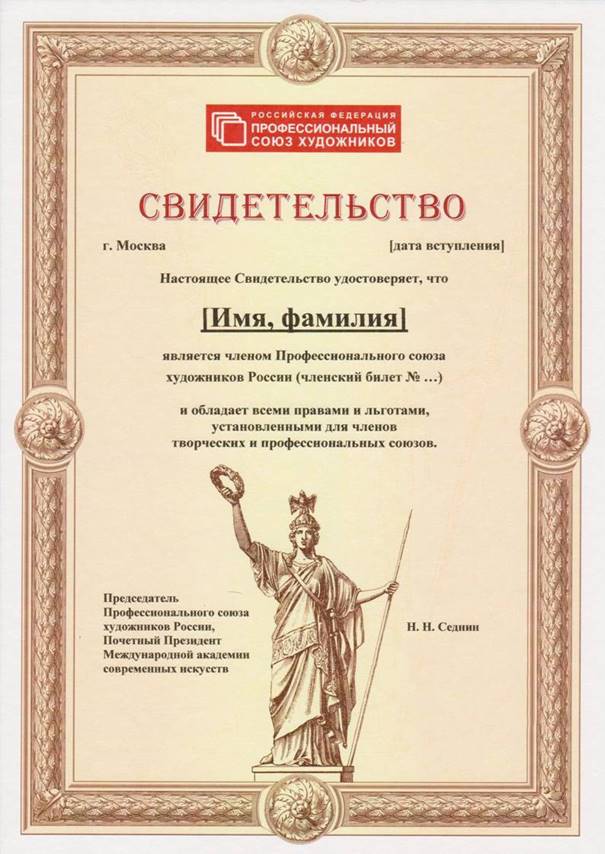 РОССИЙСКАЯ ФЕДЕРАЦИЯ
ПРОФЕССИОНАЛЬНЫЙ
СОЮЗ ХУДОЖНИКОВ
СВИДЕТЕЛЬСТВО
г. Москва [дата вступления]
Настоящее Свидетельство удостоверяет, что
[Имя, фамилия]
является членом Профессионального союза
художников России (членский билет № …)
и обладает всеми правами и льготами,
установленными для членов
творческих и профессиональных союзов.
Председатель
Профессионального союза
художников России,
Почетный Президент
Международной академии
современных искусств
Н. Н. Седнин